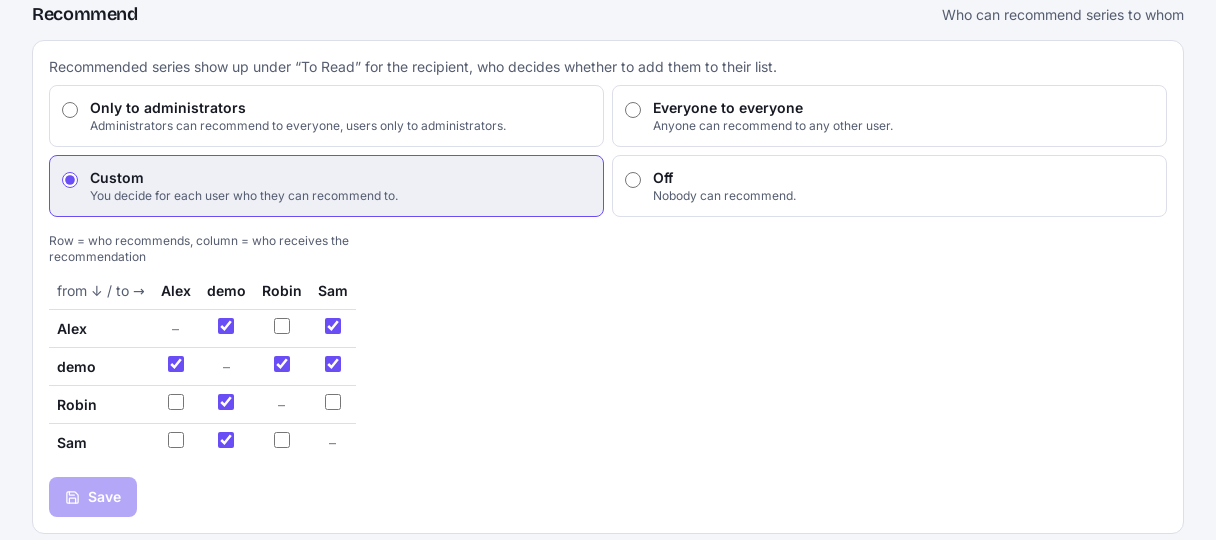 Recommend
Who can recommend series to whom
Recommended series show up under “To Read” for the recipient, who decides whether to add them to their list.
Only to administrators
Administrators can recommend to everyone, users only to administrators.
Everyone to everyone
Anyone can recommend to any other user.
Custom
You decide for each user who they can recommend to.
Off
Nobody can recommend.
Row = who recommends, column = who receives the
recommendation
from ↓ / to → Alex demo Robin Sam
Alex –
demo –
Robin –
Sam –
Save